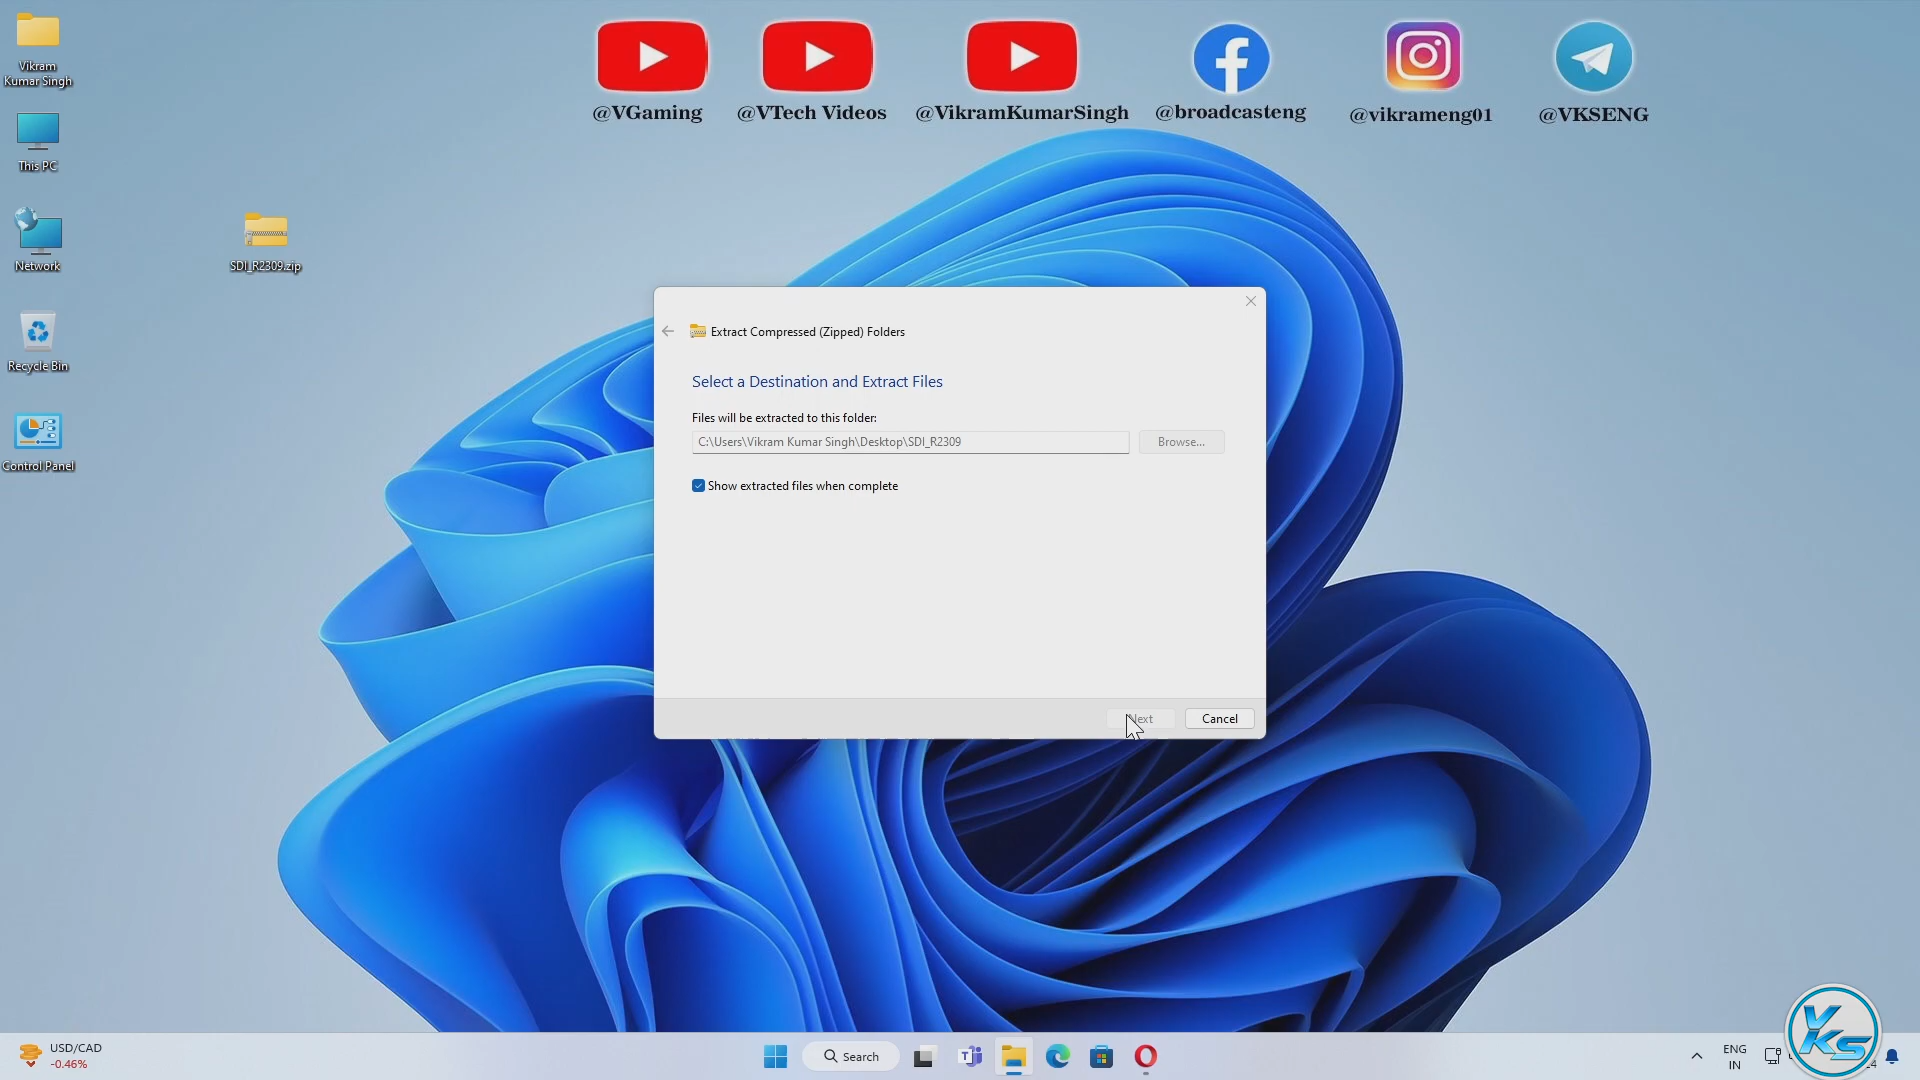 @VGaming
@VTech Videos
@VikramKumarSingh
@broadcasteng
@vikrameng01
@VKSENG
Vikram
Kumar Singh
This PC
Network
Recycle Bin
Control Panel
SDI_R2309.zip
Extract Compressed (Zipped) Folders
Select a Destination and Extract Files
Files will be extracted to this folder:
C:\Users\Vikram Kumar Singh\Desktop\SDI_R2309
Browse...
Show extracted files when complete
Cancel
USD/CAD
-0.46%
Search
ENG
IN
VKS